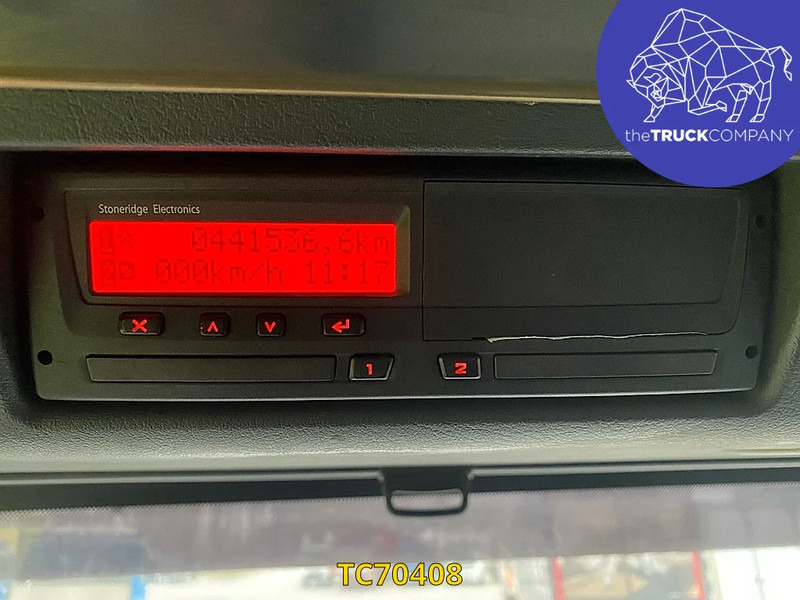 theTRUCKCOMPANY
Stoneridge Electronics
0441536,6km
000km/h 11:17
1 2
TC70408